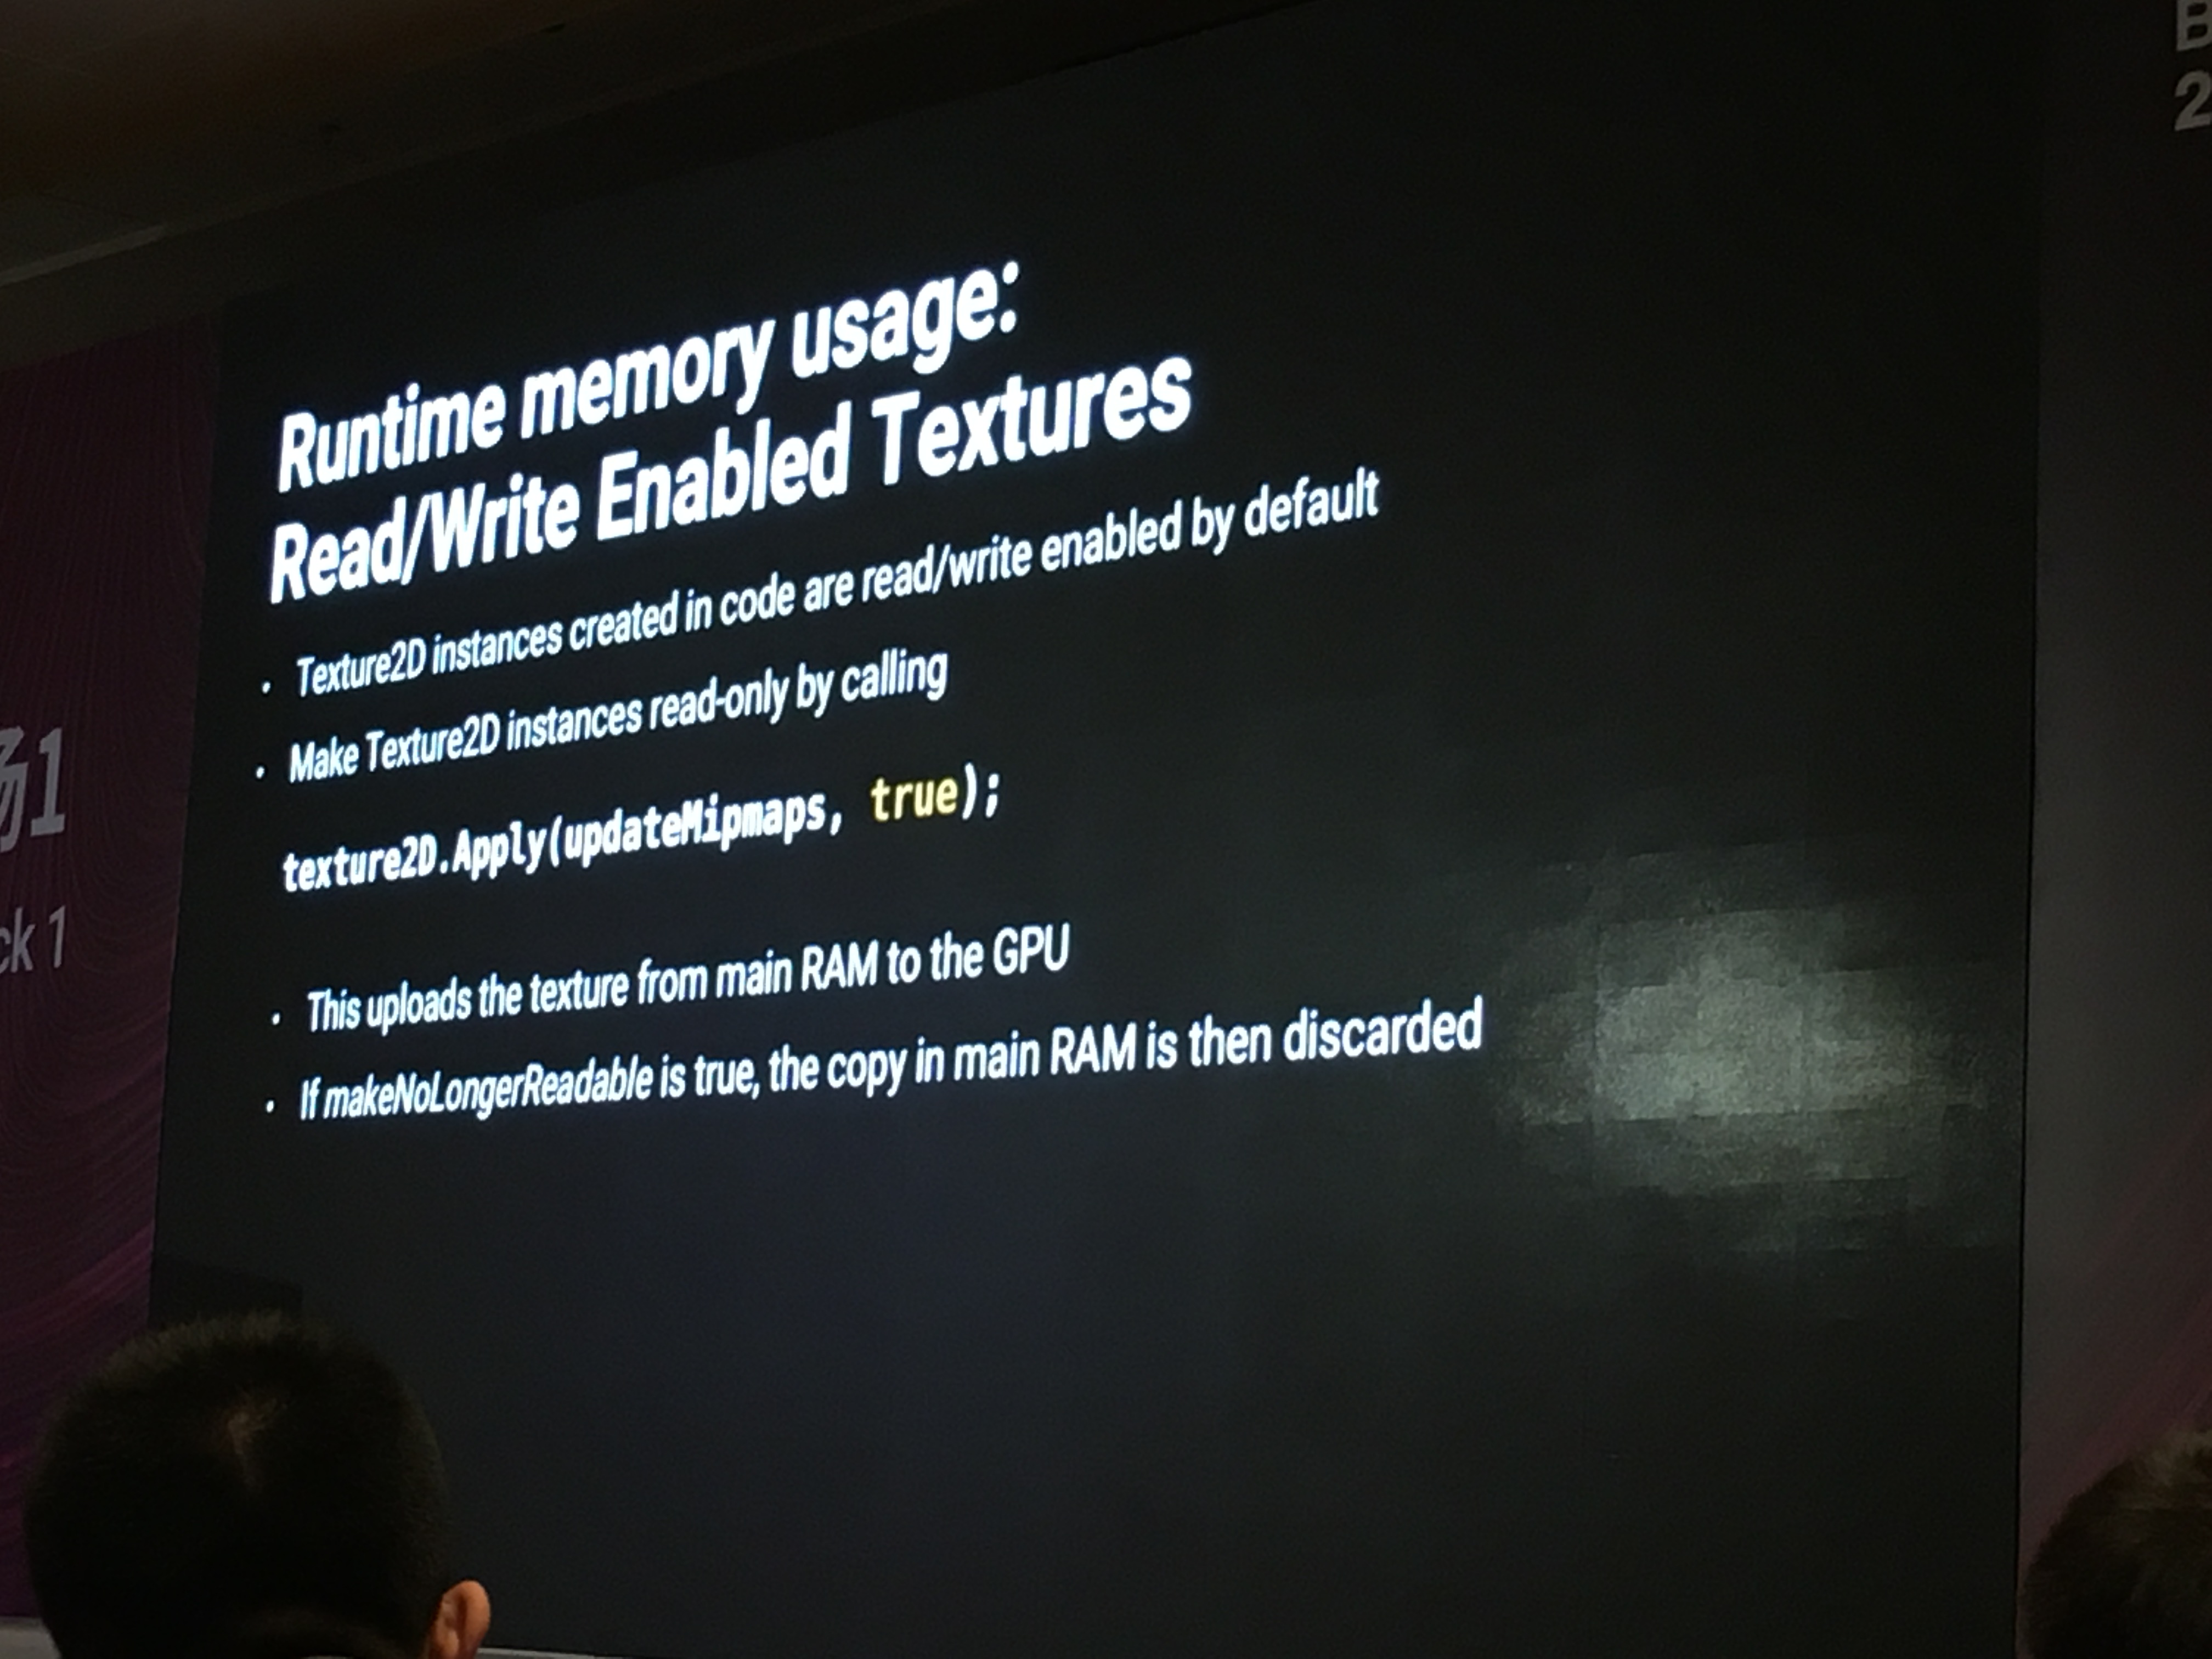 Runtime memory usage:
Read/Write Enabled Textures
• Texture2D instances created in code are read/write enabled by default
• Make Texture2D instances read-only by calling
texture2D.Apply(updateMipmaps, true);
• This uploads the texture from main RAM to the GPU
• If makeNoLongerReadable is true, the copy in main RAM is then discarded
场1
ck 1
B
2